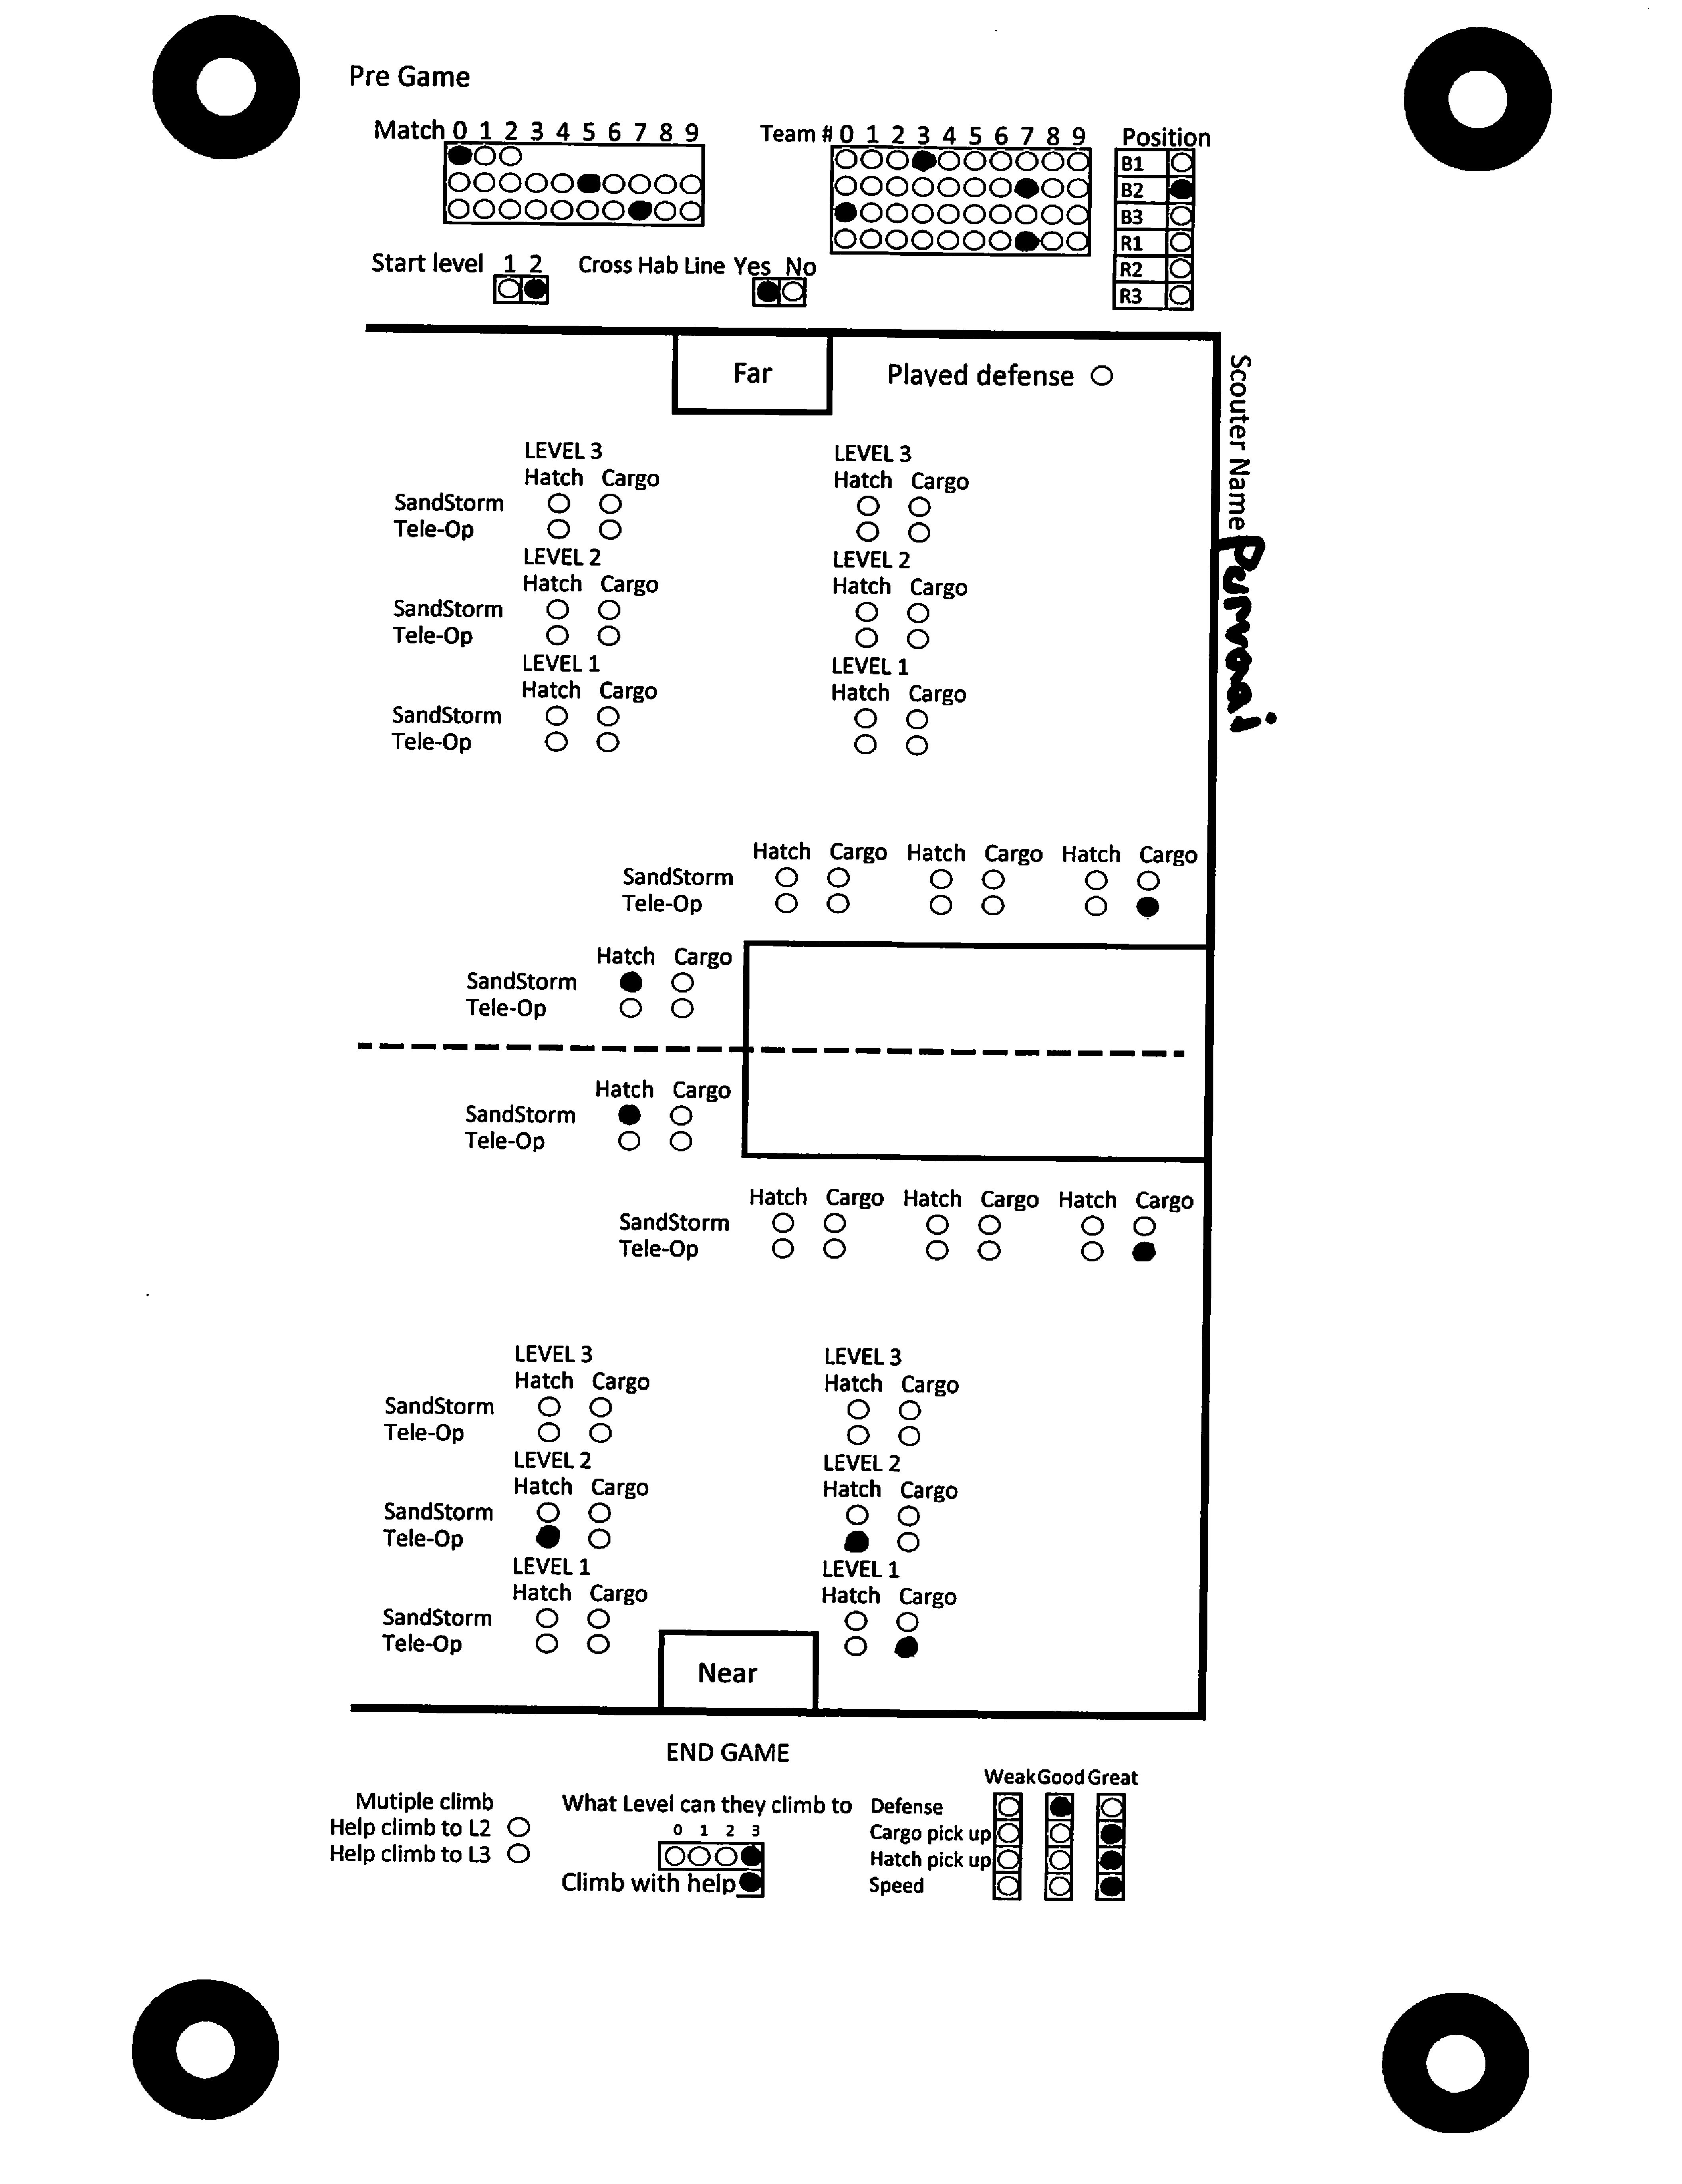 Pre Game
Match 0 1 2 3 4 5 6 7 8 9
Team # 0 1 2 3 4 5 6 7 8 9
Position
B1
B2
B3
R1
R2
R3
Start level 1 2
Cross Hab Line Yes No
Far
Played defense
Scouter Name
LEVEL 3 LEVEL 3
Hatch Cargo Hatch Cargo
SandStorm
Tele-Op
LEVEL 2 LEVEL 2
Hatch Cargo Hatch Cargo
SandStorm
Tele-Op
LEVEL 1 LEVEL 1
Hatch Cargo Hatch Cargo
SandStorm
Tele-Op
Hatch Cargo Hatch Cargo Hatch Cargo
SandStorm
Tele-Op
Hatch Cargo
SandStorm
Tele-Op
Hatch Cargo
SandStorm
Tele-Op
Hatch Cargo Hatch Cargo Hatch Cargo
SandStorm
Tele-Op
LEVEL 3 LEVEL 3
Hatch Cargo Hatch Cargo
SandStorm
Tele-Op
LEVEL 2 LEVEL 2
Hatch Cargo Hatch Cargo
SandStorm
Tele-Op
LEVEL 1 LEVEL 1
Hatch Cargo Hatch Cargo
SandStorm
Tele-Op
Near
END GAME
Mutiple climb
Help climb to L2
Help climb to L3
What Level can they climb to
0 1 2 3
Climb with help
Weak Good Great
Defense
Cargo pick up
Hatch pick up
Speed